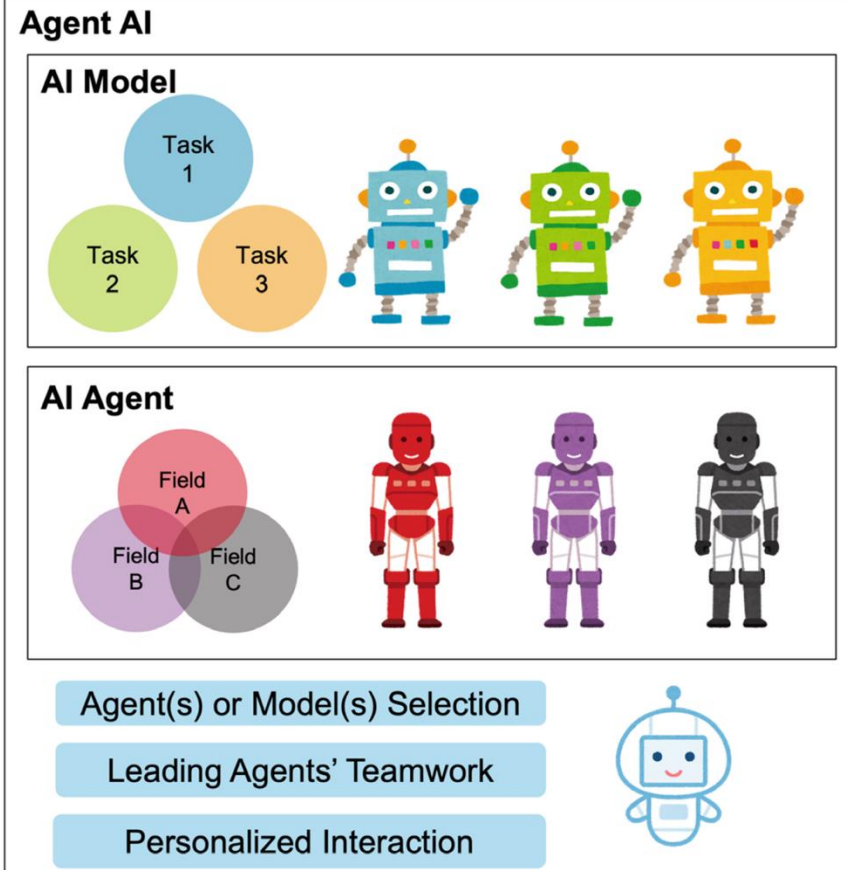 Agent AI
AI Model
Task
1
Task
2
Task
3
AI Agent
Field
A
Field
B
Field
C
Agent(s) or Model(s) Selection
Leading Agents’ Teamwork
Personalized Interaction